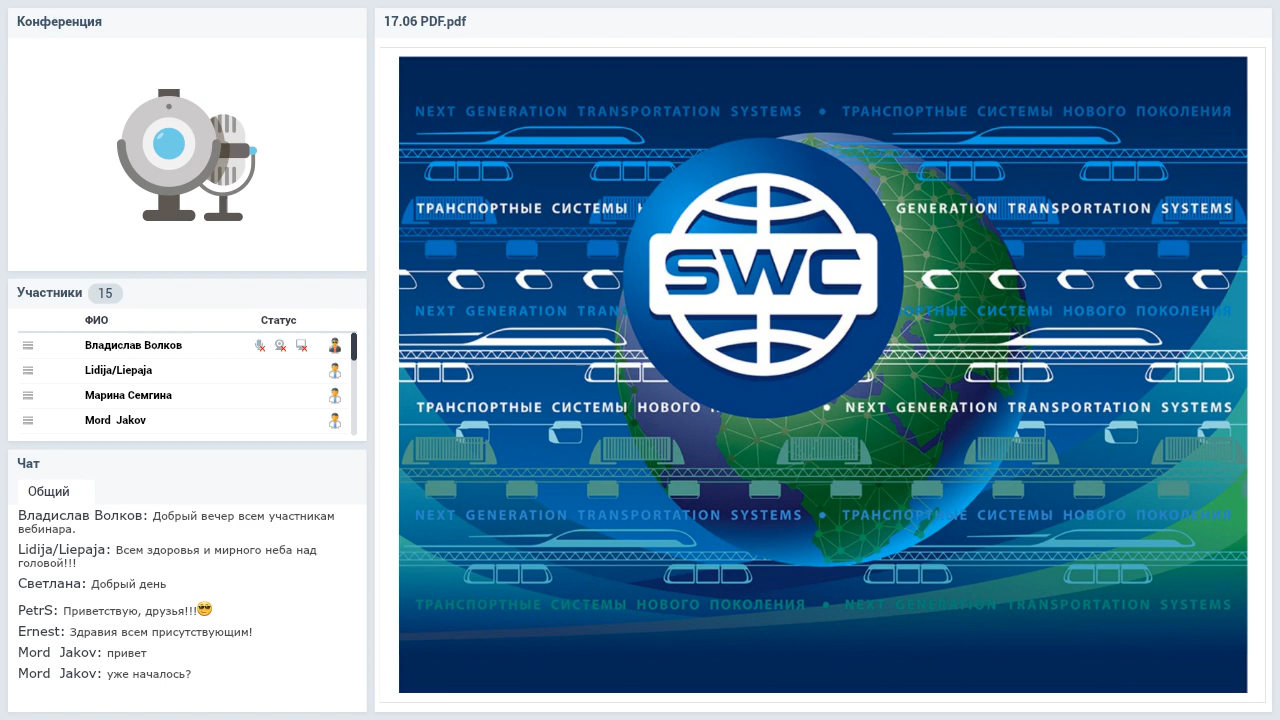 Конференция
Участники 15
ФИО Статус
Владислав Волков
Lidija/Liepaja
Марина Семгина
Mord Jakov
Чат
Общий
Владислав Волков: Добрый вечер всем участникам
вебинара.
Lidija/Liepaja: Всем здоровья и мирного неба над
головой!!!
Светлана: Добрый день
PetrS: Приветствую, друзья!!!
Ernest: Здравия всем присутствующим!
Mord Jakov: привет
Mord Jakov: уже началось?
17.06 PDF.pdf
NEXT GENERATION TRANSPORTATION SYSTEMS • ТРАНСПОРТНЫЕ СИСТЕМЫ НОВОГО ПОКОЛЕНИЯ
ТРАНСПОРТНЫЕ СИСТЕМЫ GENERATION TRANSPORTATION SYSTEMS
SWC
NEXT GENERATION TRANSPORTATION СИСТЕМЫ НОВОГО ПОКОЛЕНИЯ
ТРАНСПОРТНЫЕ СИСТЕМЫ НОВОГО • NEXT GENERATION TRANSPORTATION SYSTEMS
NEXT GENERATION TRANSPORTATION SYSTEMS • ТРАНСПОРТНЫЕ СИСТЕМЫ НОВОГО ПОКОЛЕНИЯ
ТРАНСПОРТНЫЕ СИСТЕМЫ НОВОГО ПОКОЛЕНИЯ • NEXT GENERATION TRANSPORTATION SYSTEMS